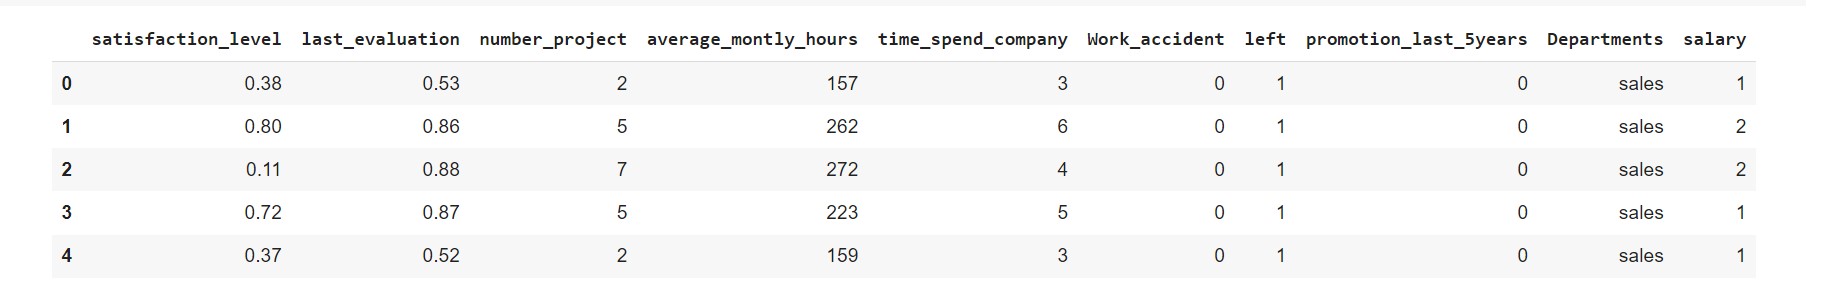 satisfaction_level last_evaluation number_project average_montly_hours time_spend_company Work_accident left promotion_last_5years Departments salary
0 0.38 0.53 2 157 3 0 1 0 sales 1
1 0.80 0.86 5 262 6 0 1 0 sales 2
2 0.11 0.88 7 272 4 0 1 0 sales 2
3 0.72 0.87 5 223 5 0 1 0 sales 1
4 0.37 0.52 2 159 3 0 1 0 sales 1